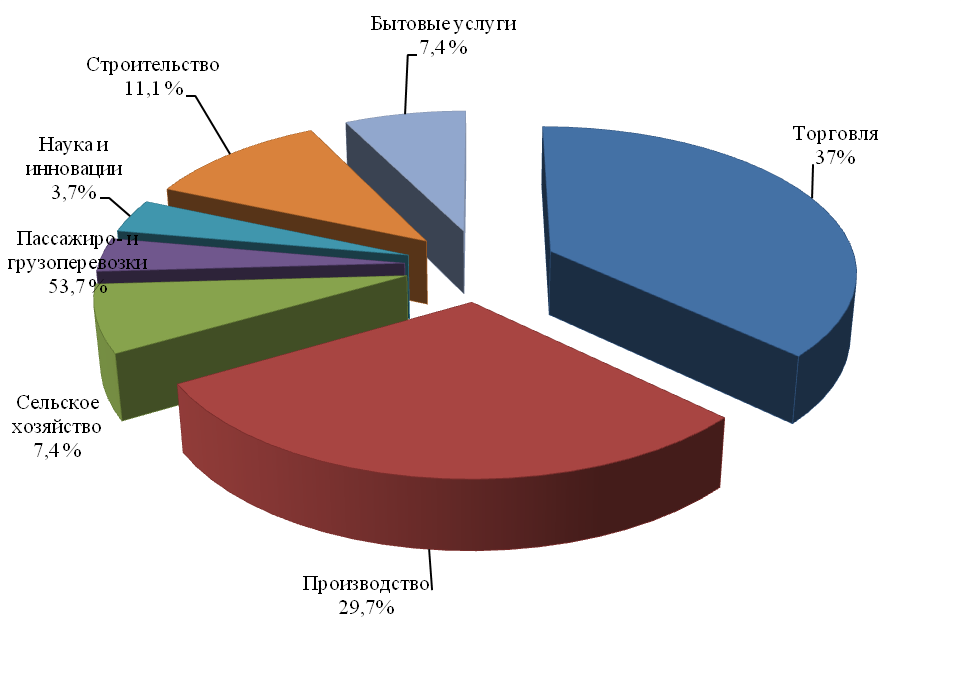 Бытовые услуги
7,4%
Строительство
11,1%
Торговля
37%
Наука и
инновации
3,7%
Пассажиро- и
грузоперевозки
53,7%
Сельское
хозяйство
7,4%
Производство
29,7%